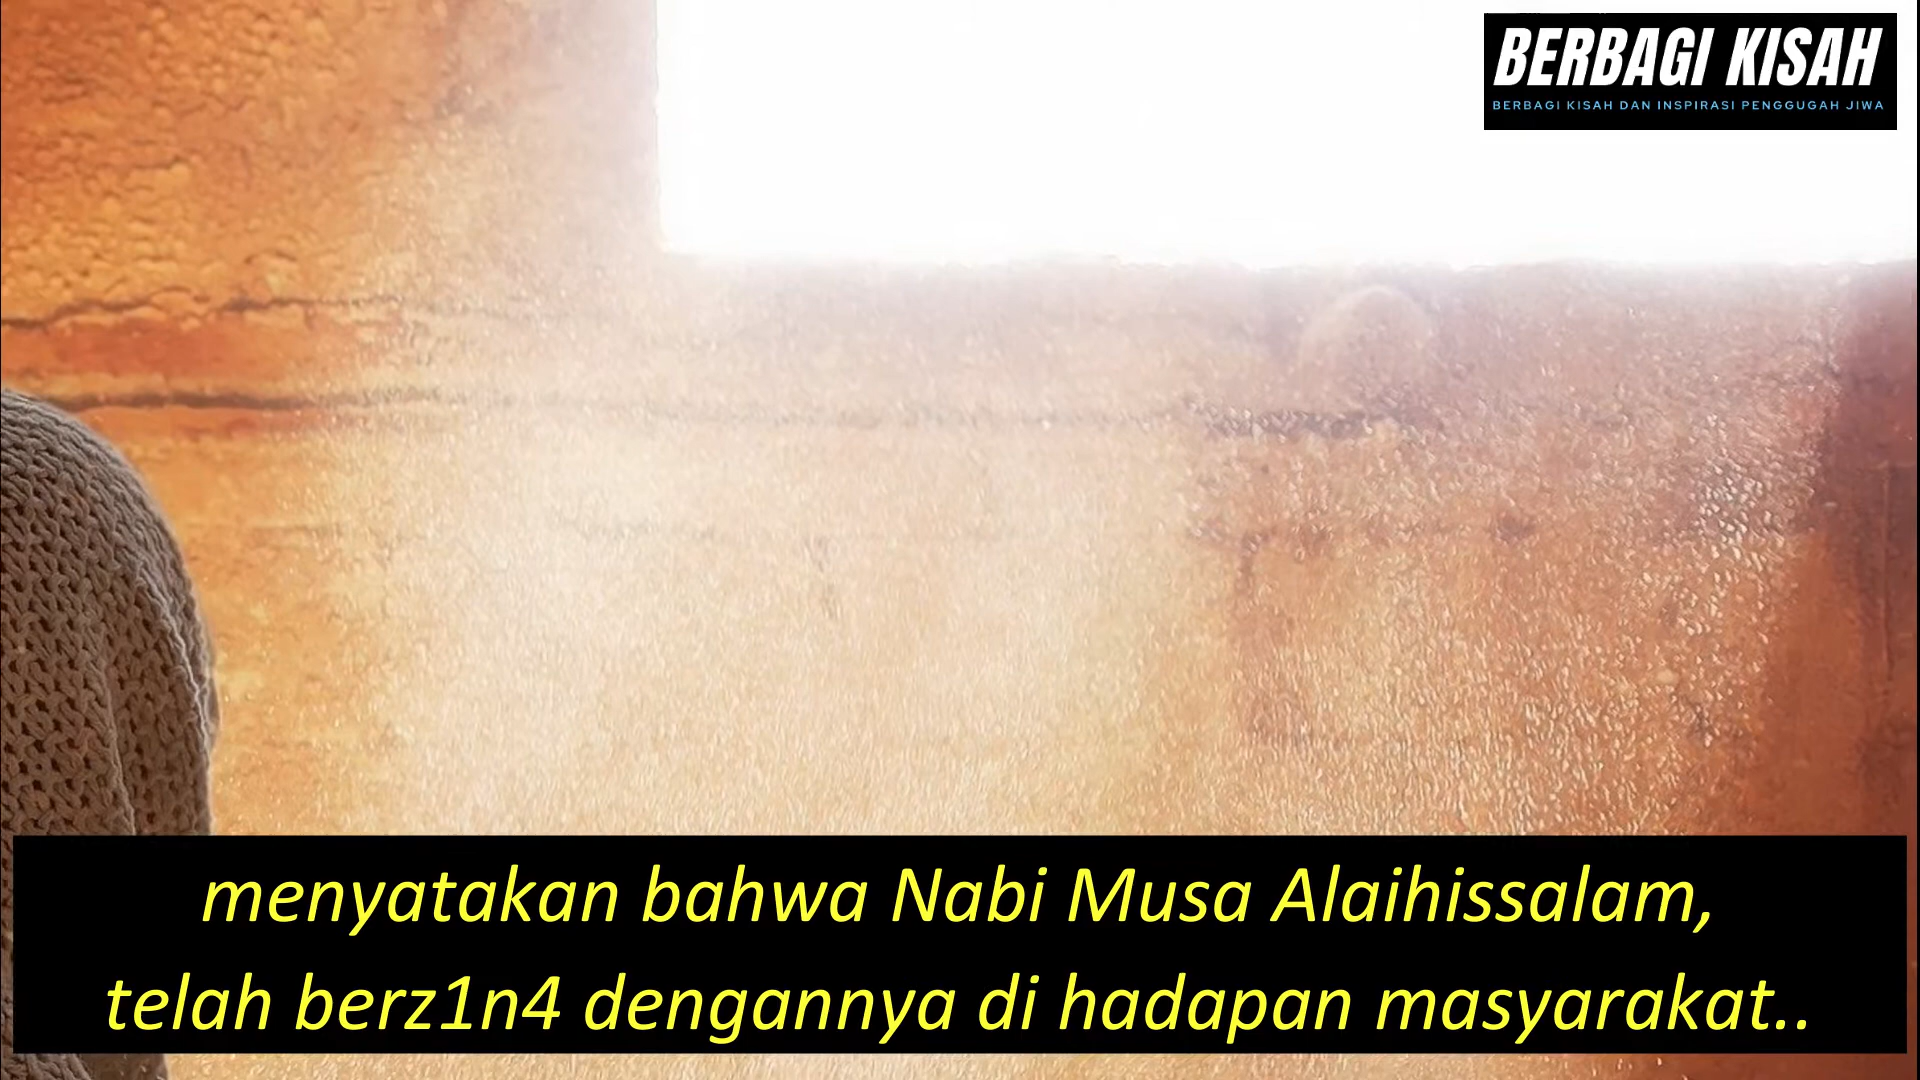 BERBAGI KISAH
BERBAGI KISAH DAN INSPIRASI PENGGUGAH JIWA
menyatakan bahwa Nabi Musa Alaihissalam,
telah berz1n4 dengannya di hadapan masyarakat..